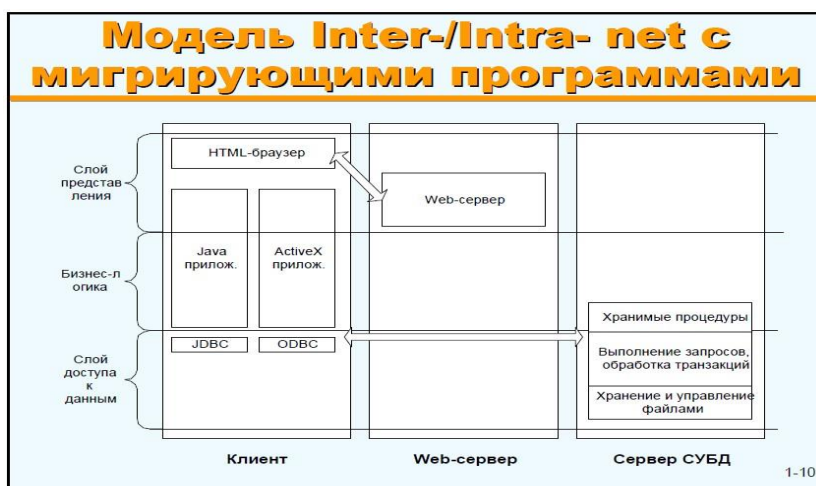 Модель Inter-/Intra- net с
мигрирующими программами
Слой
представ
ления
HTML-браузер
Web-сервер
Бизнес-л
огика
Java
прилож.
ActiveX
прилож.
Хранимые процедуры
Слой
доступа
к
данным
JDBC
ODBC
Выполнение запросов,
обработка транзакций
Хранение и управление
файлами
Клиент
Web-сервер
Сервер СУБД
1-10